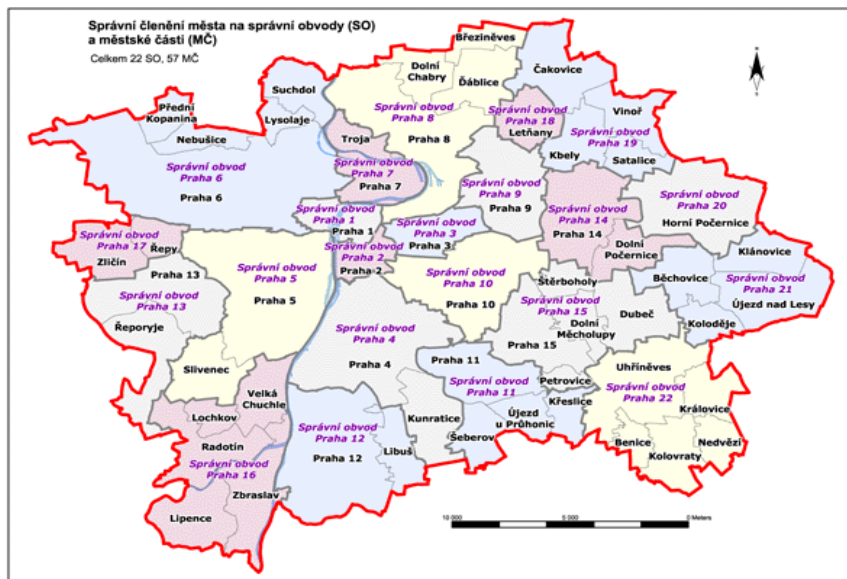 Správní členění města na správní obvody (SO)
a městské části (MČ)
Celkem 22 SO, 57 MČ
Březiněves
Dolní
Chabry
Ďáblice
Čakovice
Suchdol
Přední
Kopanina
Lysolaje
Nebušice
Správní obvod
Praha 8
Praha 8
Správní obvod
Praha 18
Letňany
Vinoř
Správní obvod
Praha 19
Kbely
Satalice
Troja
Správní obvod
Praha 7
Praha 7
Správní obvod
Praha 6
Praha 6
Správní obvod
Praha 9
Praha 9
Správní obvod
Praha 20
Horní Počernice
Správní obvod
Praha 1
Praha 1
Správní obvod
Praha 3
Praha 3
Správní obvod
Praha 14
Praha 14
Správní obvod
Praha 17
Řepy
Zličín
Správní obvod
Praha 2
Praha 2
Dolní
Počernice
Klánovice
Praha 13
Správní obvod
Praha 13
Řeporyje
Správní obvod
Praha 5
Praha 5
Správní obvod
Praha 10
Praha 10
Štěrboholy
Běchovice
Správní obvod
Praha 21
Újezd nad Lesy
Koloděje
Správní obvod
Praha 15
Dubeč
Dolní
Měcholupy
Praha 15
Správní obvod
Praha 4
Praha 4
Slivenec
Praha 11
Správní obvod
Praha 11
Petrovice
Křeslice
Uhříněves
Správní obvod
Praha 22
Královice
Velká
Chuchle
Lochkov
Kunratice
Újezd
u Průhonic
Šeberov
Radotín
Správní obvod
Praha 16
Správní obvod
Praha 12
Praha 12
Libuš
Benice
Nedvězí
Kolovraty
Zbraslav
Lipence
10 000
5 000
0 Meters